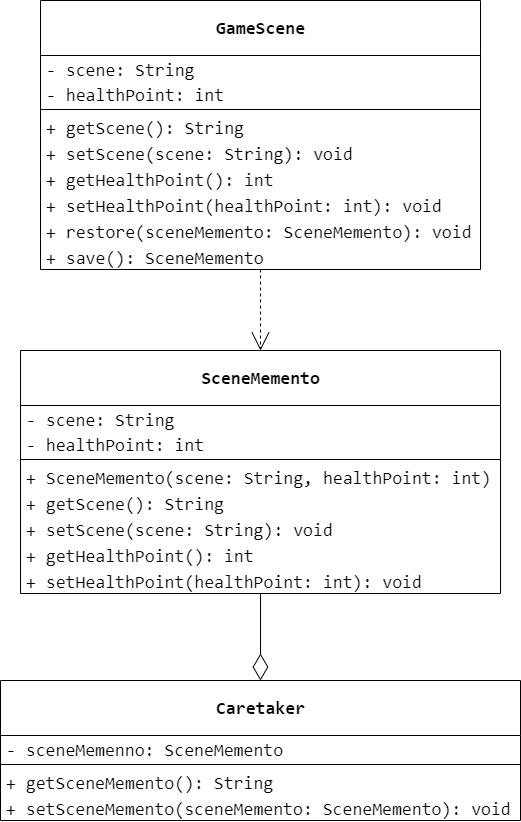 GameScene
- scene: String
- healthPoint: int
+ getScene(): String
+ setScene(scene: String): void
+ getHealthPoint(): int
+ setHealthPoint(healthPoint: int): void
+ restore(sceneMemento: SceneMemento): void
+ save(): SceneMemento
SceneMemento
- scene: String
- healthPoint: int
+ SceneMemento(scene: String, healthPoint: int)
+ getScene(): String
+ setScene(scene: String): void
+ getHealthPoint(): int
+ setHealthPoint(healthPoint: int): void
Caretaker
- sceneMemenno: SceneMemento
+ getSceneMemento(): String
+ setSceneMemento(sceneMemento: SceneMemento): void